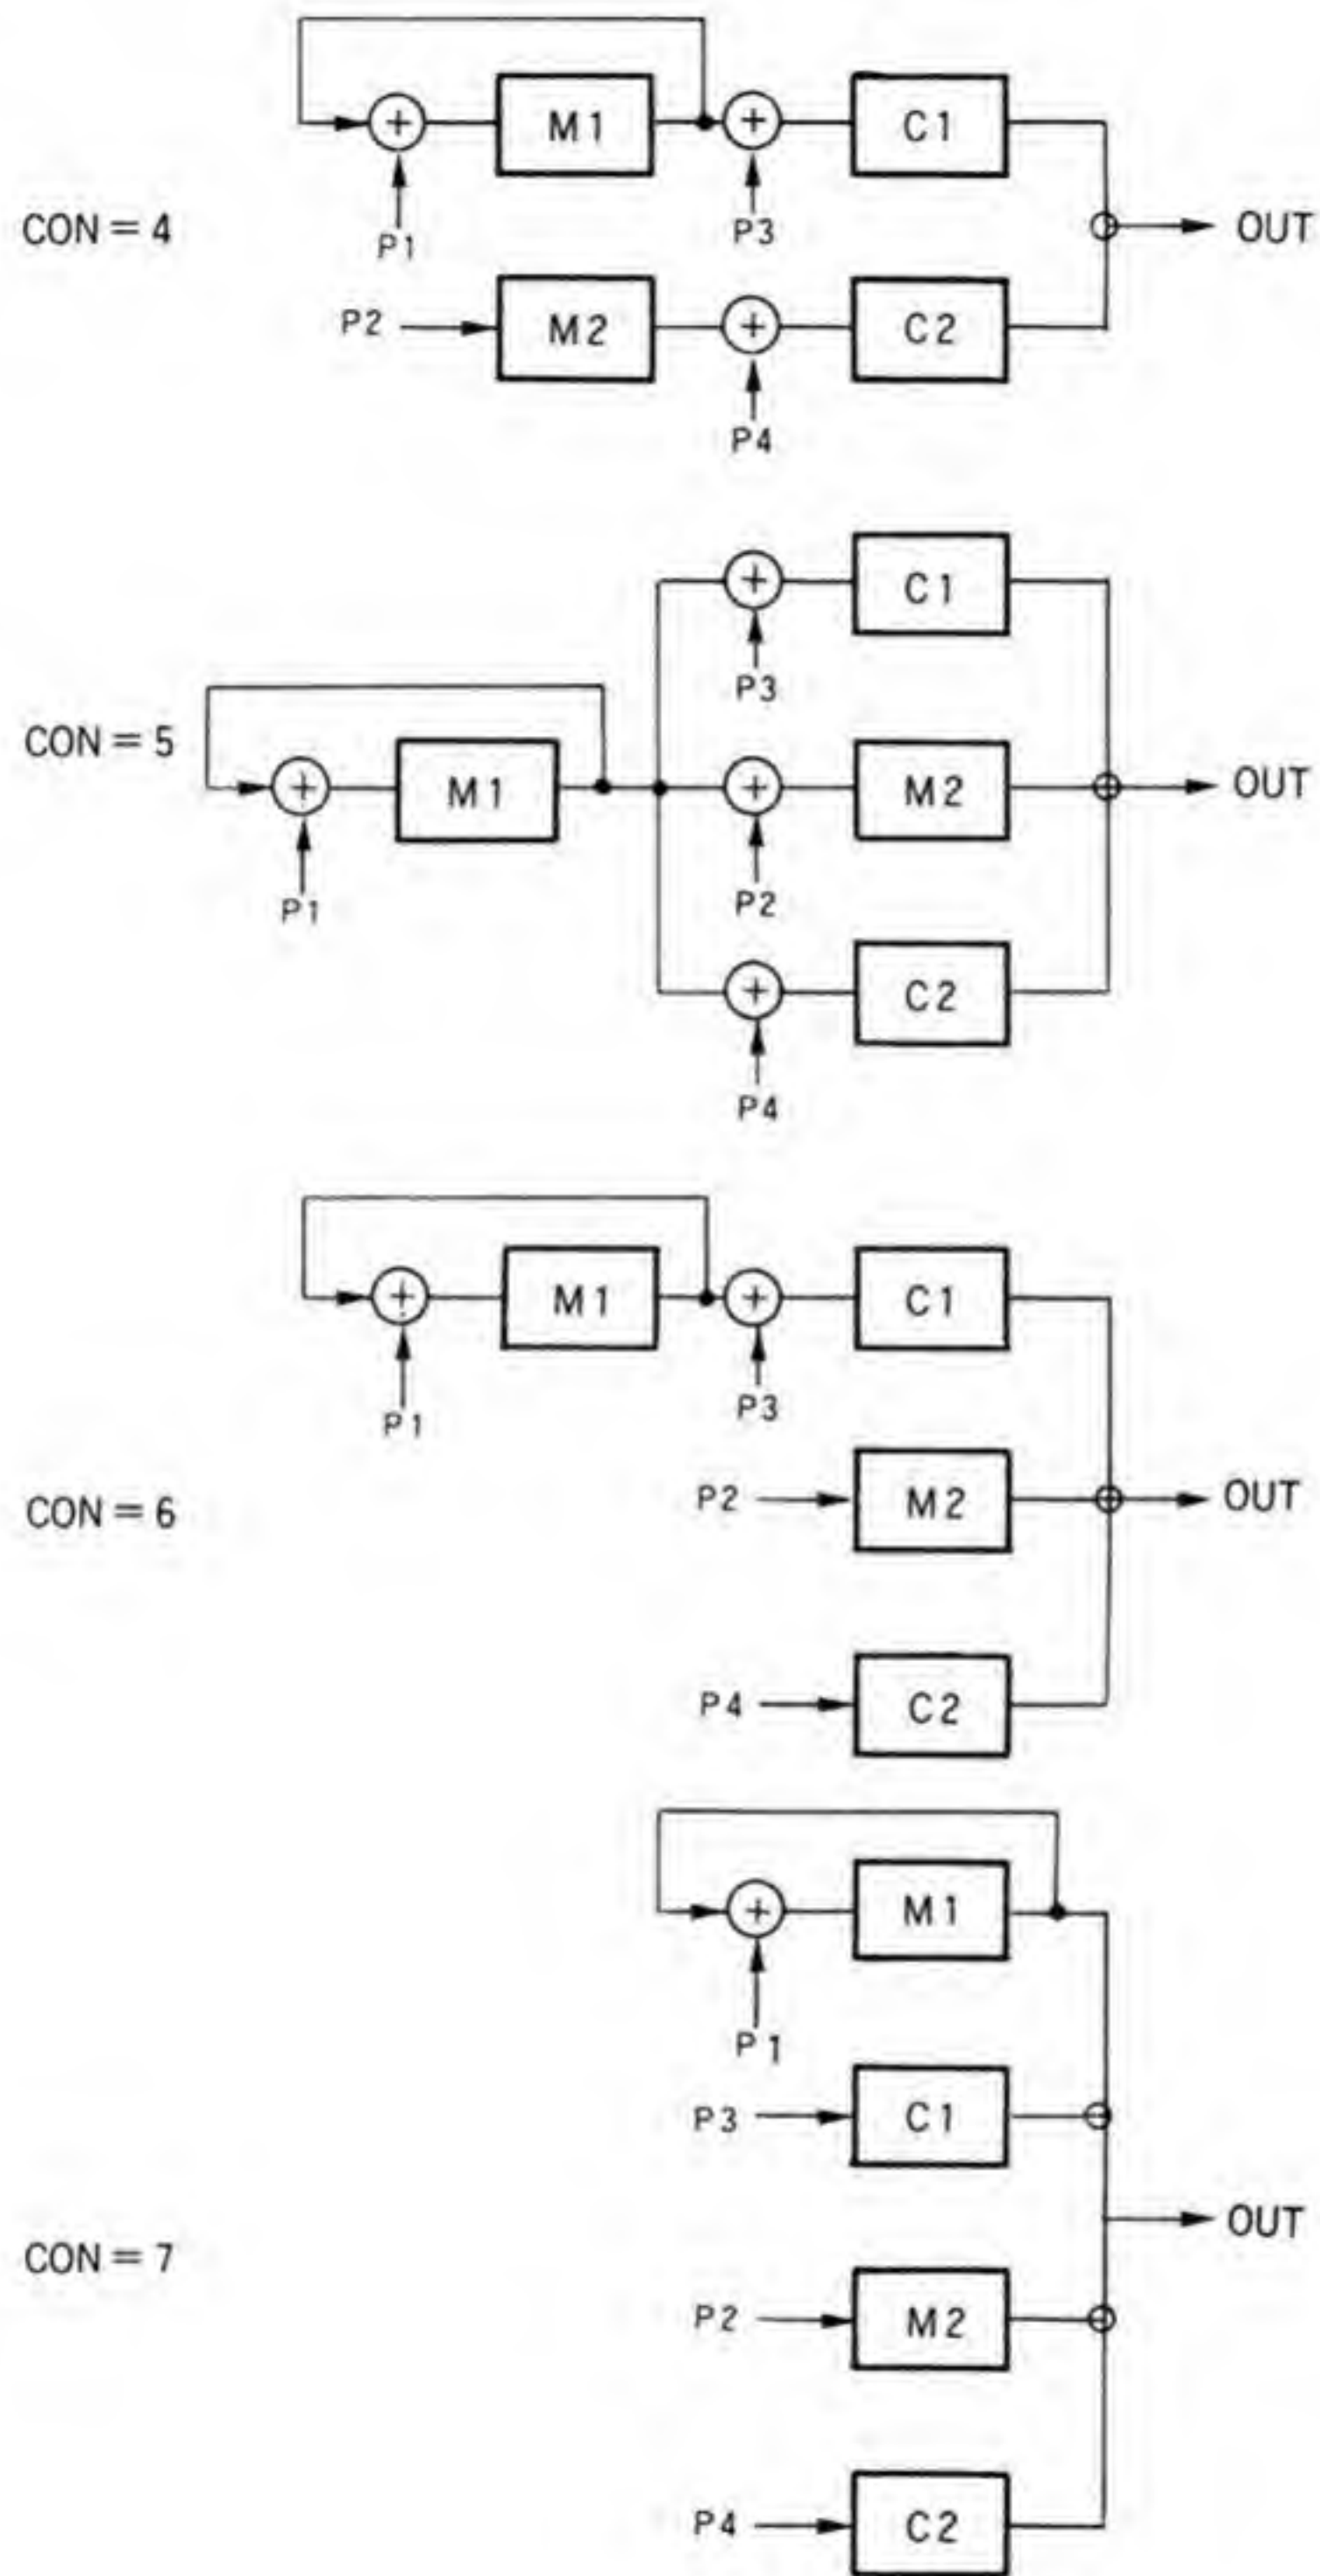 M1 C1
CON = 4 P1 P3 OUT
P2 M2 C2
P4
C1
P3
CON = 5 M1 M2 OUT
P1 P2
C2
P4
M1 C1
P1 P3
CON = 6 P2 M2 OUT
P4 C2
M1
P1
P3 C1
OUT
CON = 7
P2 M2
P4 C2